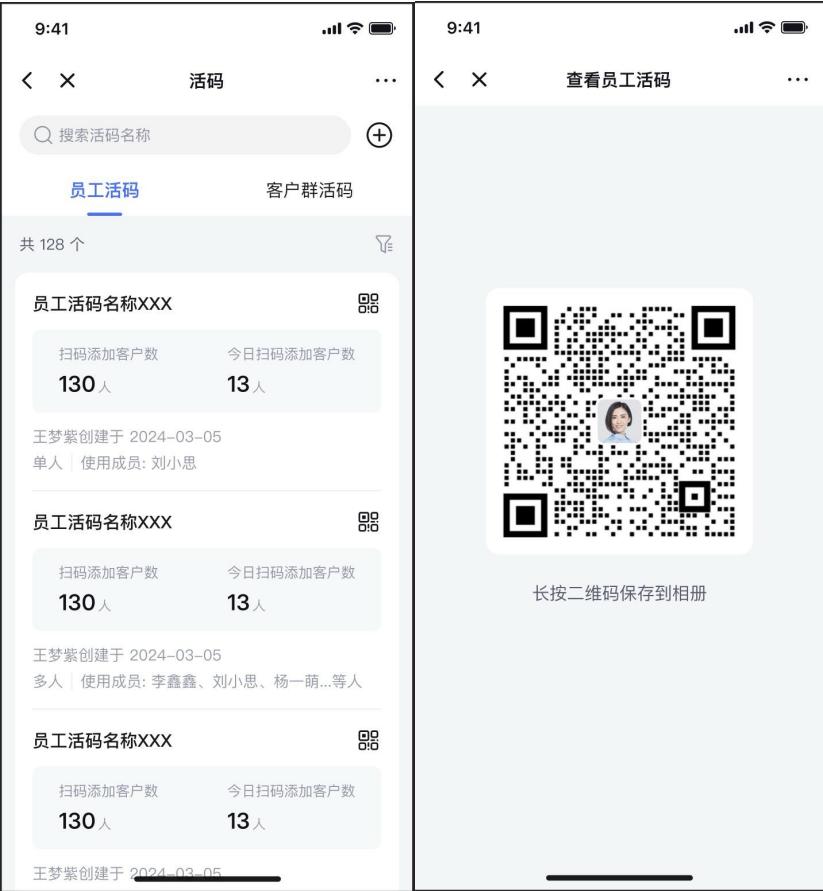 9:41
活码
搜索活码名称
员工活码 客户群活码
共 128 个
员工活码名称XXX
扫码添加客户数 今日扫码添加客户数
130人 13人
王梦紫创建于 2024-03-05
单人 | 使用成员: 刘小思
员工活码名称XXX
扫码添加客户数 今日扫码添加客户数
130人 13人
王梦紫创建于 2024-03-05
多人 | 使用成员: 李鑫鑫、刘小思、杨一萌...等人
员工活码名称XXX
扫码添加客户数 今日扫码添加客户数
130人 13人
王梦紫创建于 2024-03-05
9:41
查看员工活码
长按二维码保存到相册